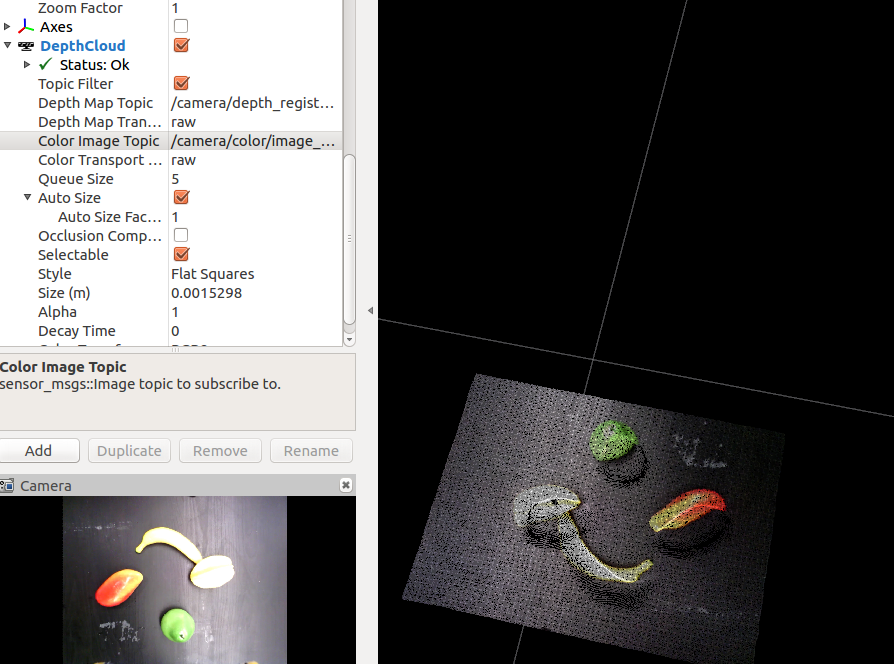 Zoom Factor 1
Axes
DepthCloud
Status: Ok
Topic Filter
Depth Map Topic /camera/depth_regist…
Depth Map Tran… raw
Color Image Topic /camera/color/image_…
Color Transport … raw
Queue Size 5
Auto Size
Auto Size Fac… 1
Occlusion Comp…
Selectable
Style Flat Squares
Size (m) 0.0015298
Alpha 1
Decay Time 0
Color Image Topic
sensor_msgs::Image topic to subscribe to.
Add Duplicate Remove Rename
Camera